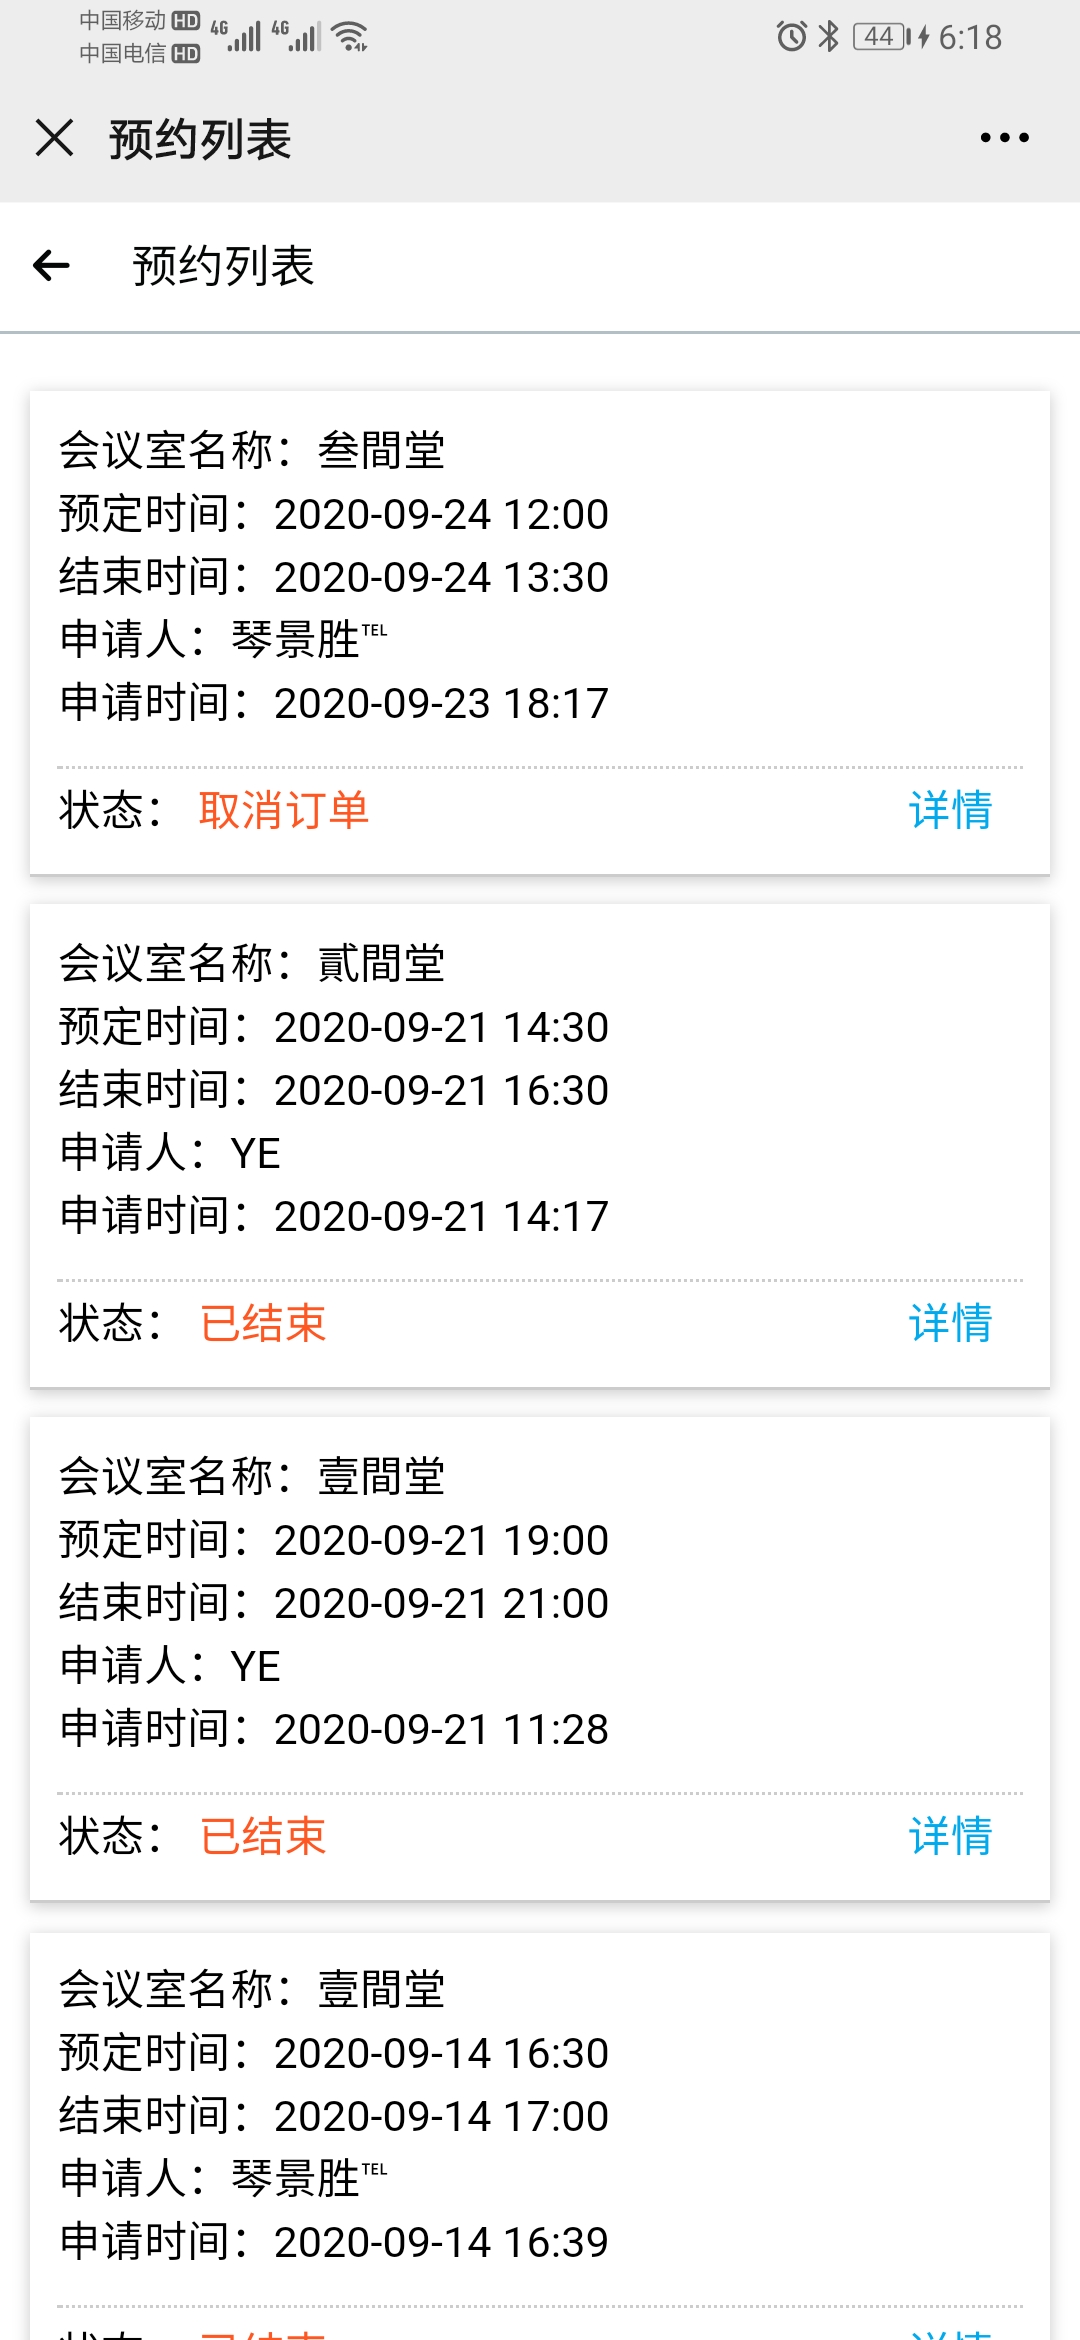 中国移动 HD 4G 4G 44 6:18
中国电信 HD
预约列表
预约列表
会议室名称：叁間堂
预定时间：2020-09-24 12:00
结束时间：2020-09-24 13:30
申请人：琴景胜℡
申请时间：2020-09-23 18:17
状态： 取消订单 详情
会议室名称：貳間堂
预定时间：2020-09-21 14:30
结束时间：2020-09-21 16:30
申请人：YE
申请时间：2020-09-21 14:17
状态： 已结束 详情
会议室名称：壹間堂
预定时间：2020-09-21 19:00
结束时间：2020-09-21 21:00
申请人：YE
申请时间：2020-09-21 11:28
状态： 已结束 详情
会议室名称：壹間堂
预定时间：2020-09-14 16:30
结束时间：2020-09-14 17:00
申请人：琴景胜℡
申请时间：2020-09-14 16:39